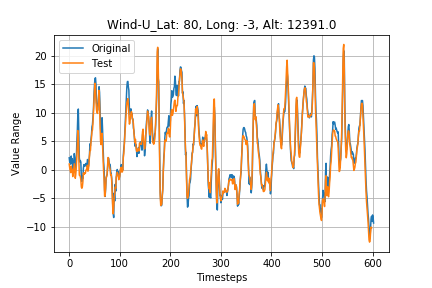 Wind-U_Lat: 80, Long: -3, Alt: 12391.0
Original
Test
Value Range
20
15
10
5
0
−5
−10
0 100 200 300 400 500 600
Timesteps